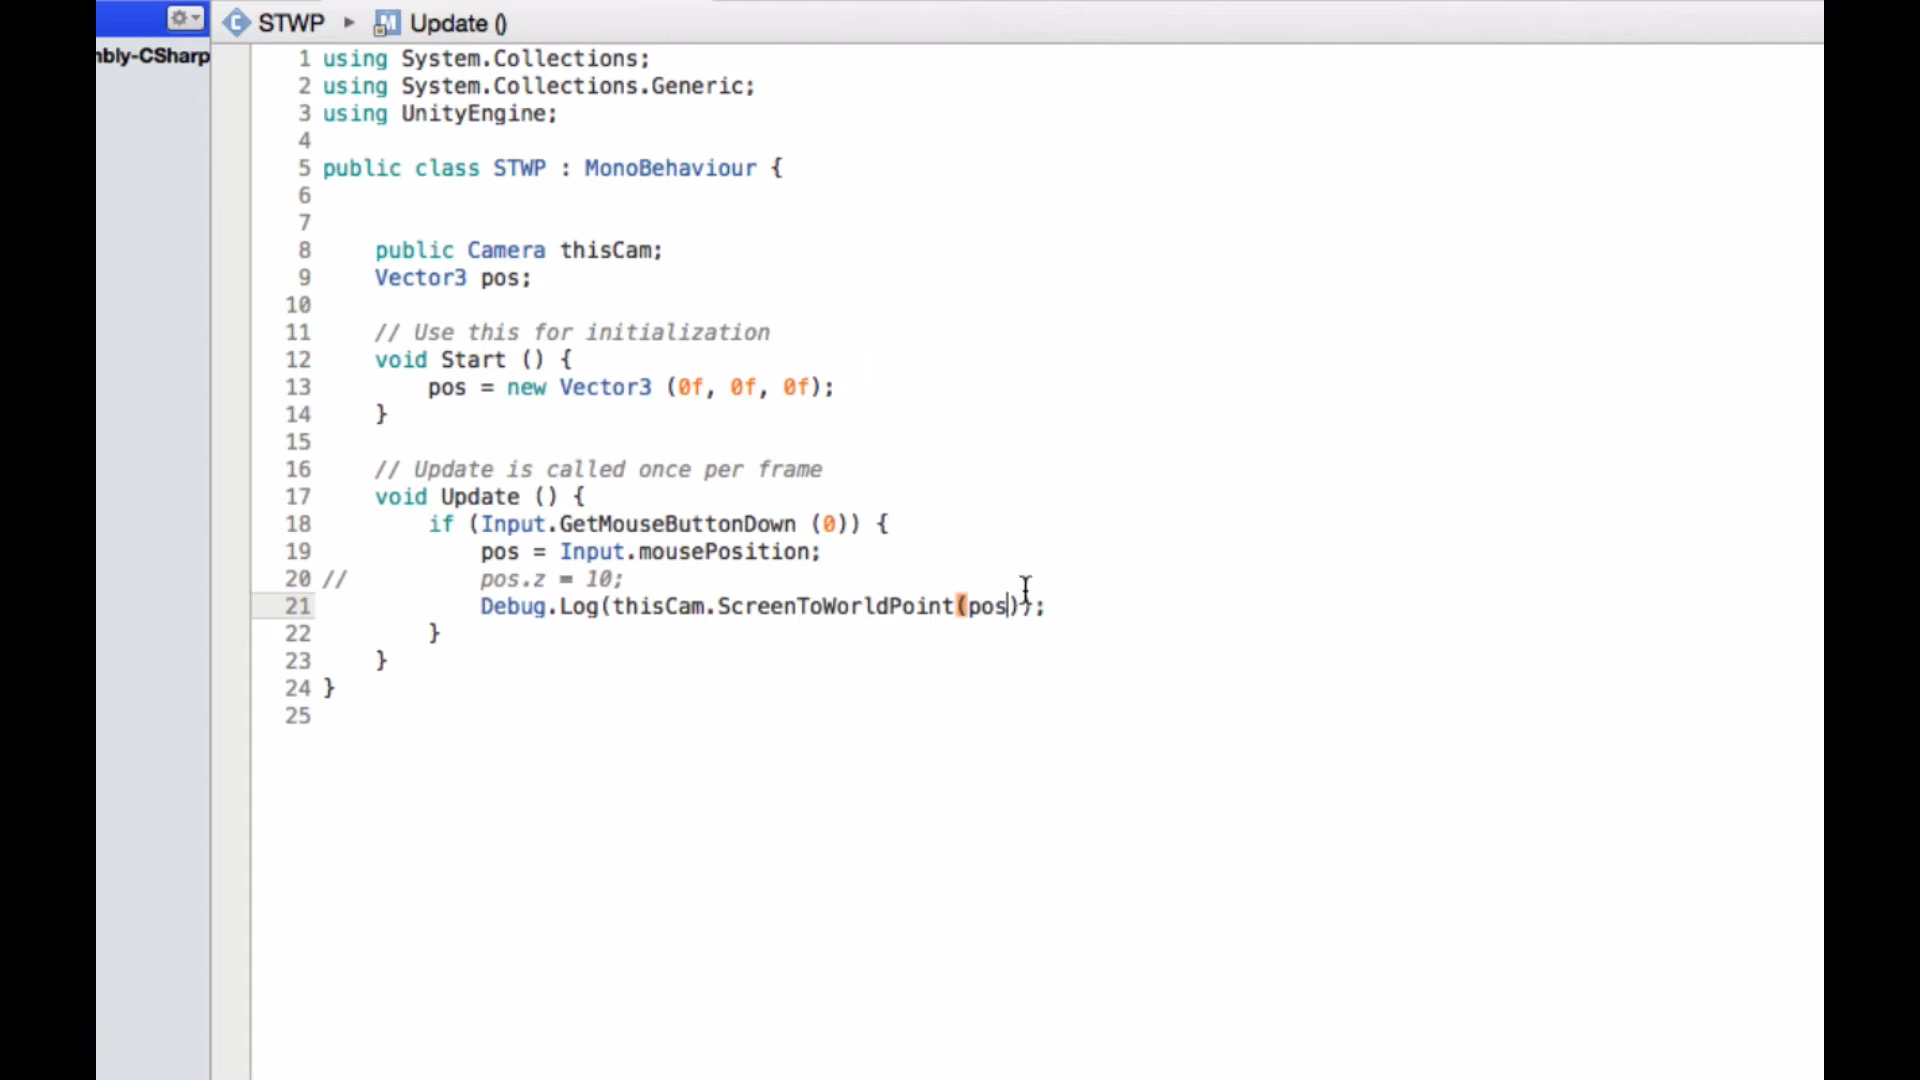 STWP ▸ Update ()
mbly-CSharp
1 using System.Collections;
2 using System.Collections.Generic;
3 using UnityEngine;
4
5 public class STWP : MonoBehaviour {
6
7
8 public Camera thisCam;
9 Vector3 pos;
10
11 // Use this for initialization
12 void Start () {
13 pos = new Vector3 (0f, 0f, 0f);
14 }
15
16 // Update is called once per frame
17 void Update () {
18 if (Input.GetMouseButtonDown (0)) {
19 pos = Input.mousePosition;
20 // pos.z = 10;
21 Debug.Log(thisCam.ScreenToWorldPoint(pos));
22 }
23 }
24 }
25